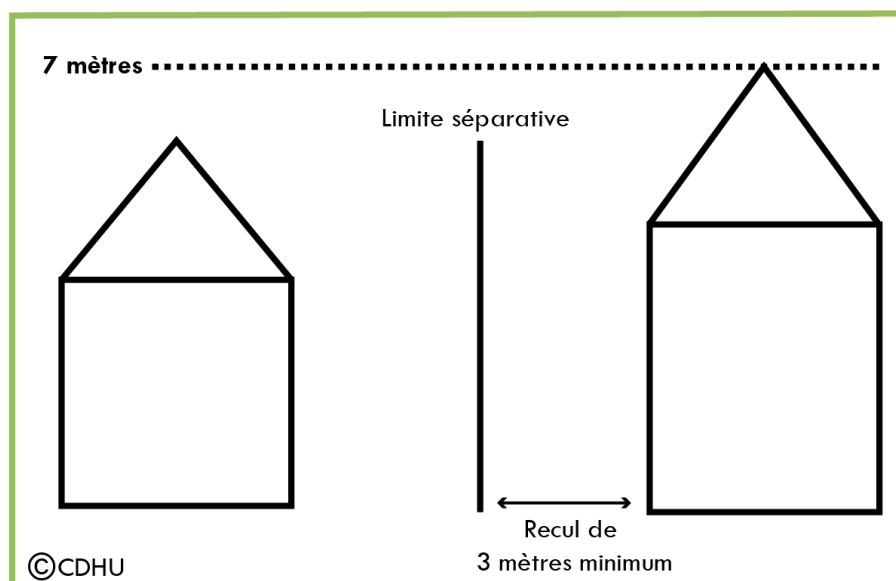 7 mètres
Limite séparative
Recul de
3 mètres minimum
©CDHU